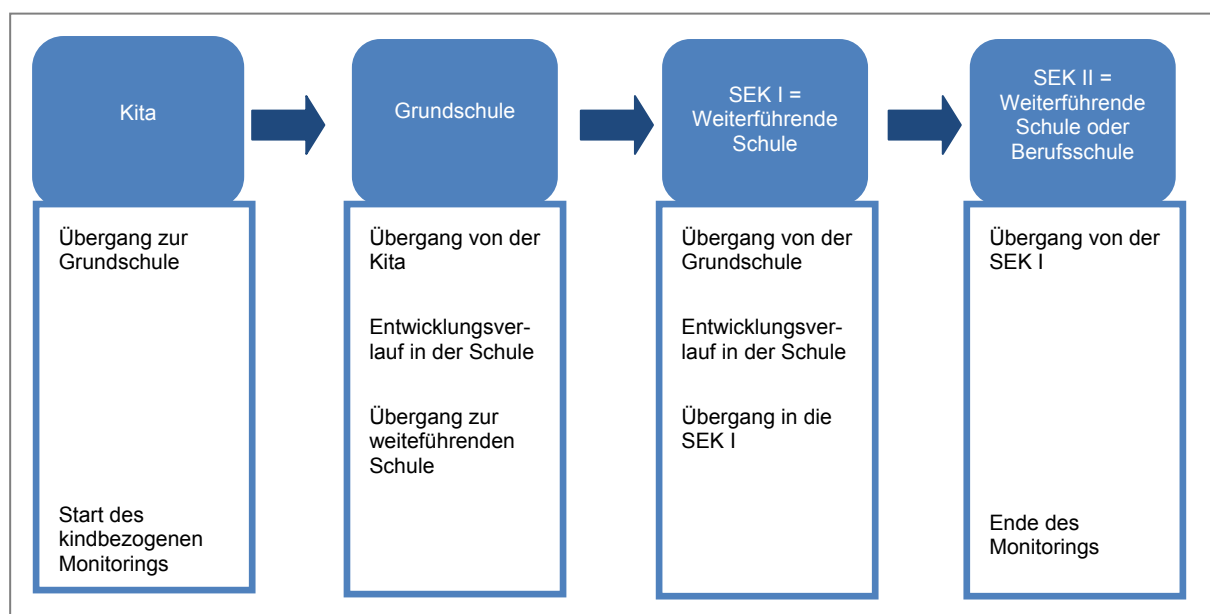 Kita
Übergang zur
Grundschule
Start des
kindbezogenen
Monitorings
Grundschule
Übergang von der
Kita
Entwicklungsver-
lauf in der Schule
Übergang zur
weiteführenden
Schule
SEK I =
Weiterführende
Schule
Übergang von der
Grundschule
Entwicklungsver-
lauf in der Schule
Übergang in die
SEK I
SEK II =
Weiterführende
Schule oder
Berufsschule
Übergang von der
SEK I
Ende des
Monitorings